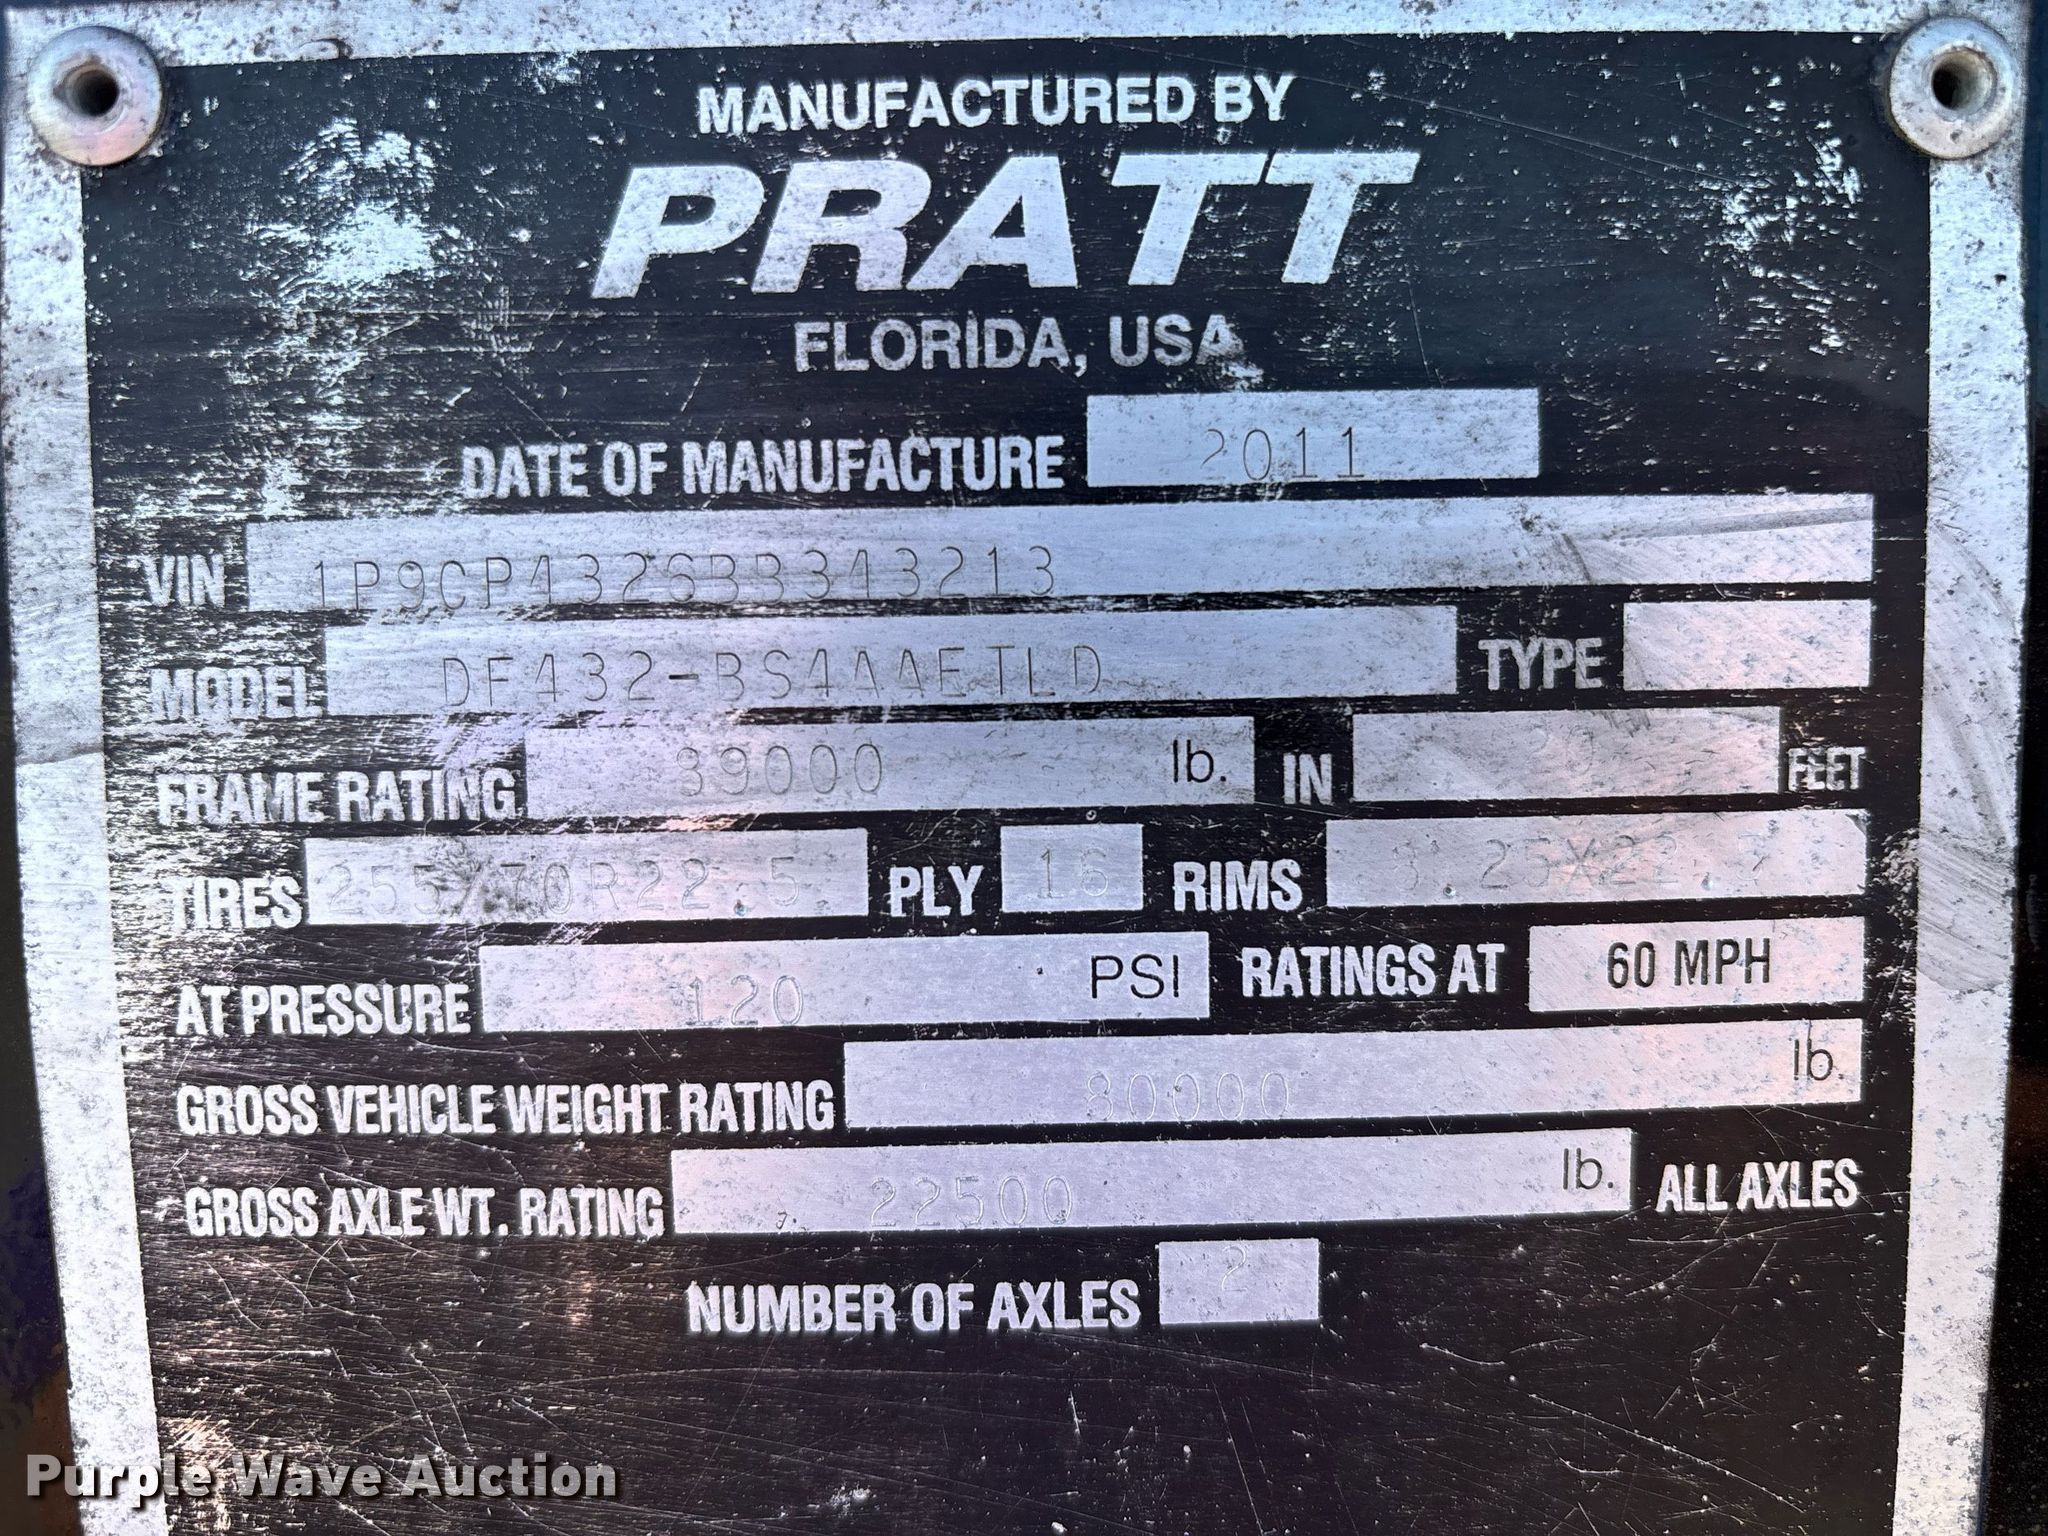 MANUFACTURED BY
PRATT
FLORIDA, USA
DATE OF MANUFACTURE 2011
VIN 1P9CP4326BB343213
MODEL DF432-BS4AAETLD TYPE
FRAME RATING 89000 lb. IN FEET
TIRES 255/70R22.5 PLY 16 RIMS 8.25X22.5
AT PRESSURE 120 PSI RATINGS AT 60 MPH
GROSS VEHICLE WEIGHT RATING 80000 lb.
GROSS AXLE WT. RATING 22500 lb. ALL AXLES
NUMBER OF AXLES 2
Purple Wave Auction